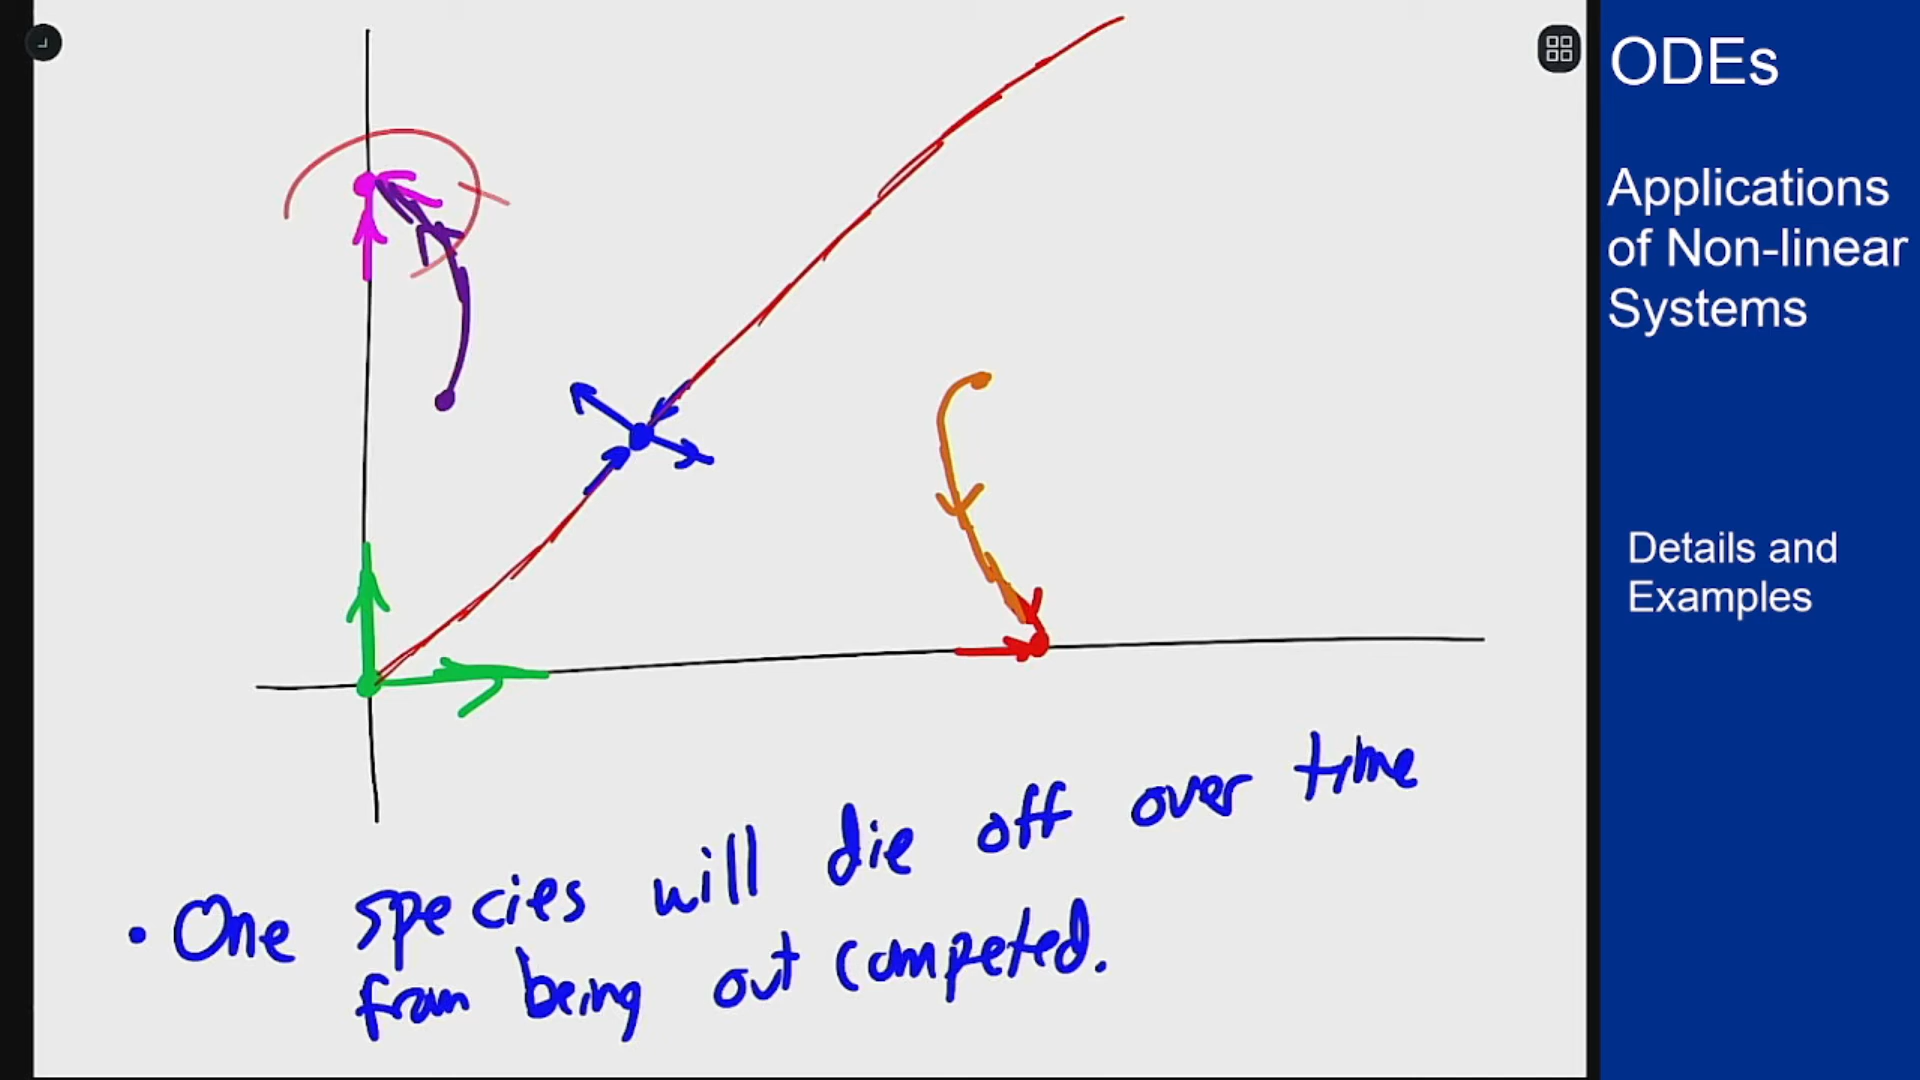 ODEs
Applications
of Non-linear
Systems
Details and
Examples
• One species will die off over time
from being out competed.